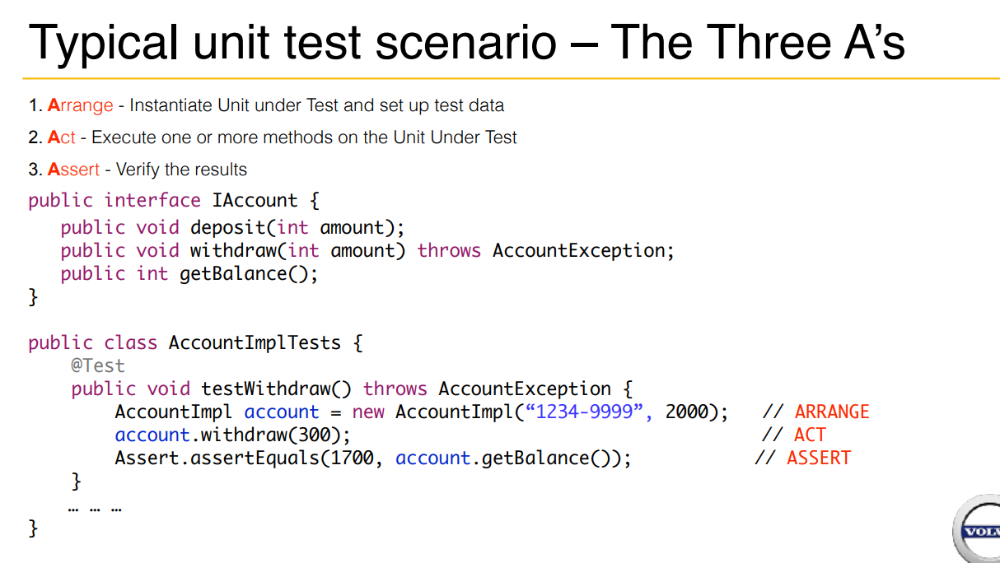 Typical unit test scenario – The Three A’s
1. Arrange - Instantiate Unit under Test and set up test data
2. Act - Execute one or more methods on the Unit Under Test
3. Assert - Verify the results
public interface IAccount {
public void deposit(int amount);
public void withdraw(int amount) throws AccountException;
public int getBalance();
}
public class AccountImplTests {
@Test
public void testWithdraw() throws AccountException {
AccountImpl account = new AccountImpl(“1234-9999”, 2000); // ARRANGE
account.withdraw(300); // ACT
Assert.assertEquals(1700, account.getBalance()); // ASSERT
}
… … …
}